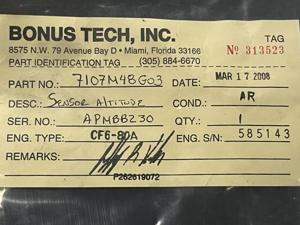 BONUS TECH, INC. TAG
8575 N.W. 79 Avenue Bay D • Miami, Florida 33166 Nº 313523
PART IDENTIFICATION TAG (305) 884-6670
PART NO.: 7107M48G03 DATE: MAR 17 2008
DESC.: SENSOR ALTITUDE COND.: AR
SER. NO.: APMBB230 QTY.: 1
ENG. TYPE: CF6-80A ENG. S/N: 585143
REMARKS:
P262619072